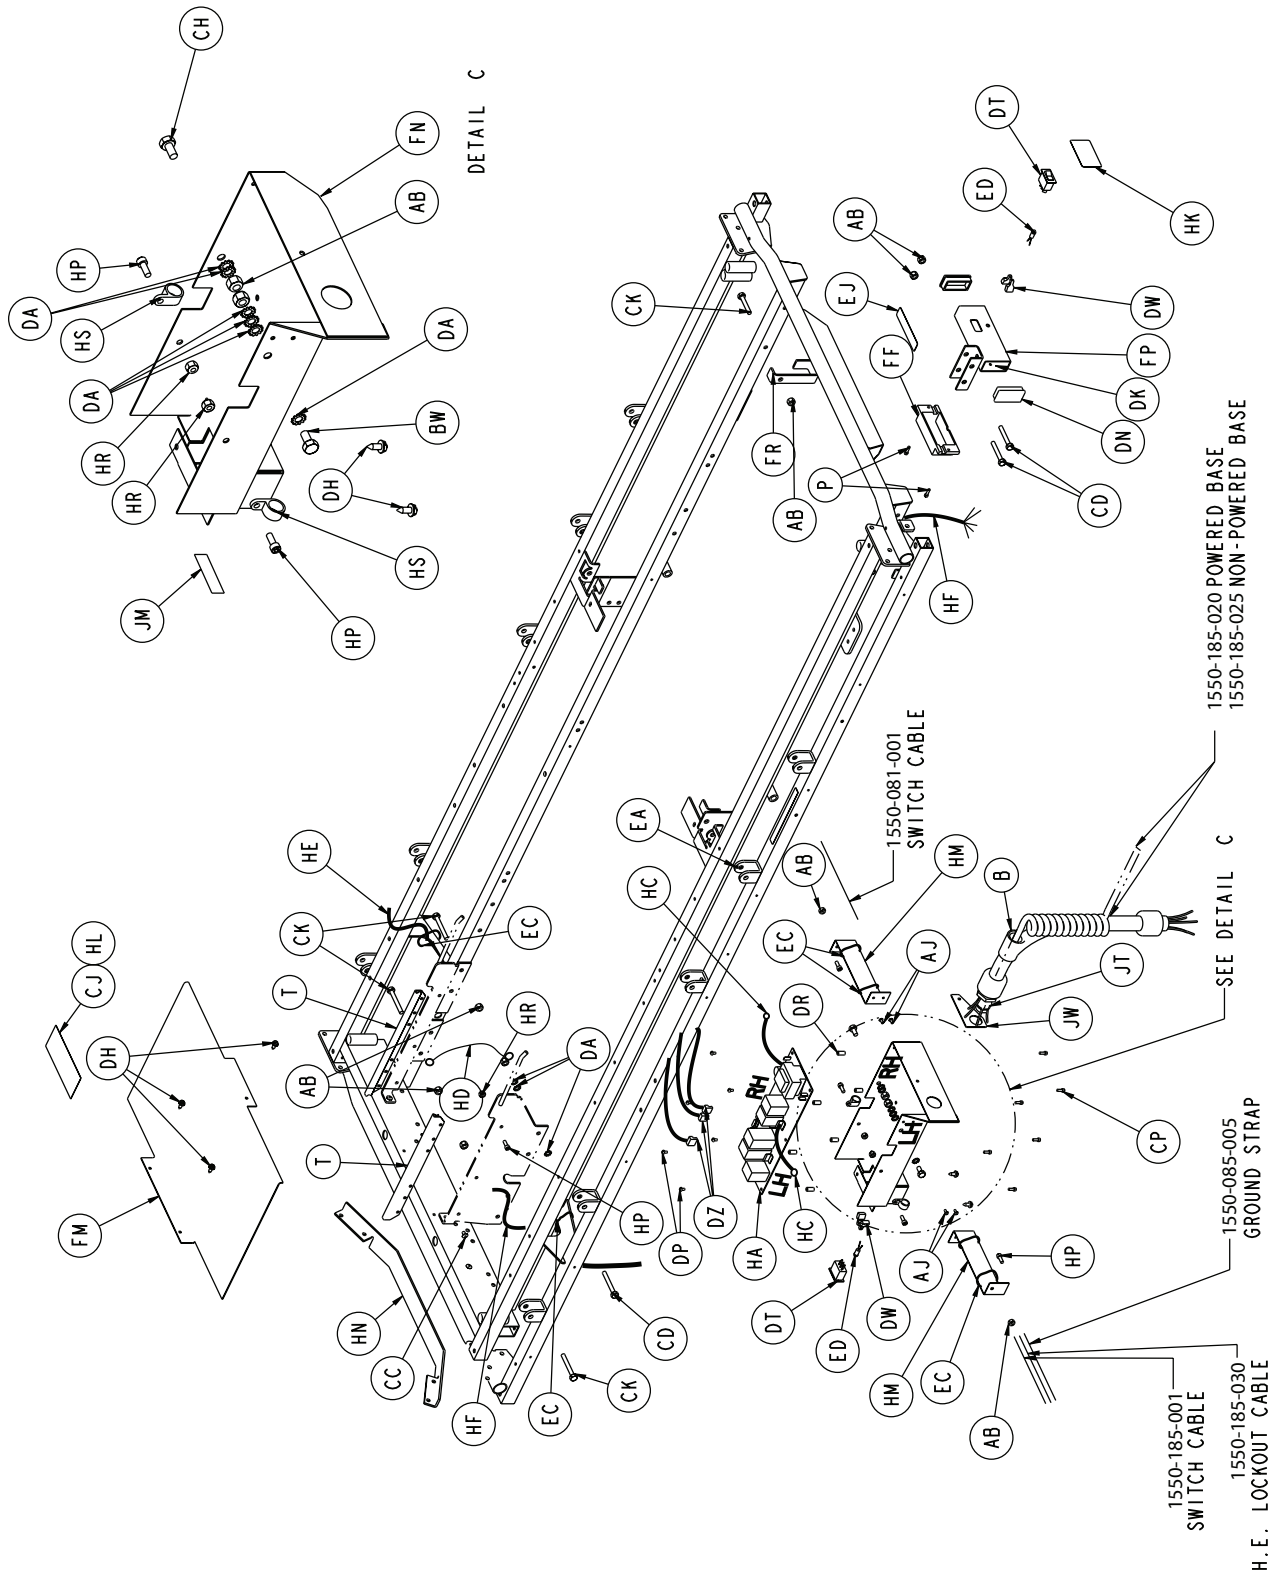 DA
HS
FM
HP
DA
CJ
HL
DH
HR
HR
JM
CH
T
CK
AB
HE
T
DH
HP
HN
CC
HS
AB
FN
BW
DA
HD
HF
DETAIL C
HR
EC
EC
DA
CK
CD
HP
EA
CK
HC
DP
DZ
HA
RH
LH
DT
FR
EC
AB
AB
DR
HC
P
ED
EJ
AB
DW
FF
RH
LH
1550-081-001
SWITCH CABLE
HM
AJ
AJ
EC
HF
HM
ED
AB
DT
B
JW
HP
CD
JT
DN
DK
FP
DW
CP
HK
1550-185-001
SWITCH CABLE
1550-185-030
H.E. LOCKOUT CABLE
1550-085-005
GROUND STRAP
SEE DETAIL C
1550-185-020 POWERED BASE
1550-185-025 NON-POWERED BASE